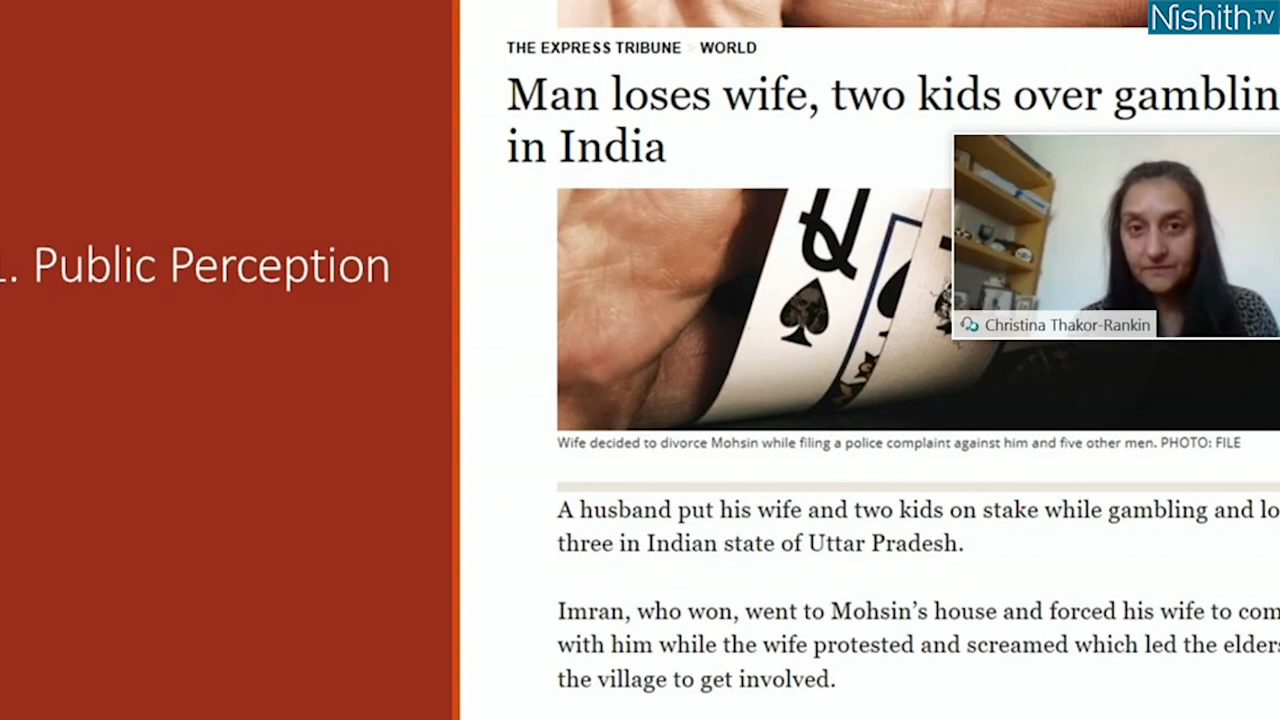 Nishith.TV
THE EXPRESS TRIBUNE > WORLD
Man loses wife, two kids over gamblin
in India
1. Public Perception
Christina Thakor-Rankin
Wife decided to divorce Mohsin while filing a police complaint against him and five other men. PHOTO: FILE
A husband put his wife and two kids on stake while gambling and lo
three in Indian state of Uttar Pradesh.
Imran, who won, went to Mohsin's house and forced his wife to com
with him while the wife protested and screamed which led the elders
the village to get involved.